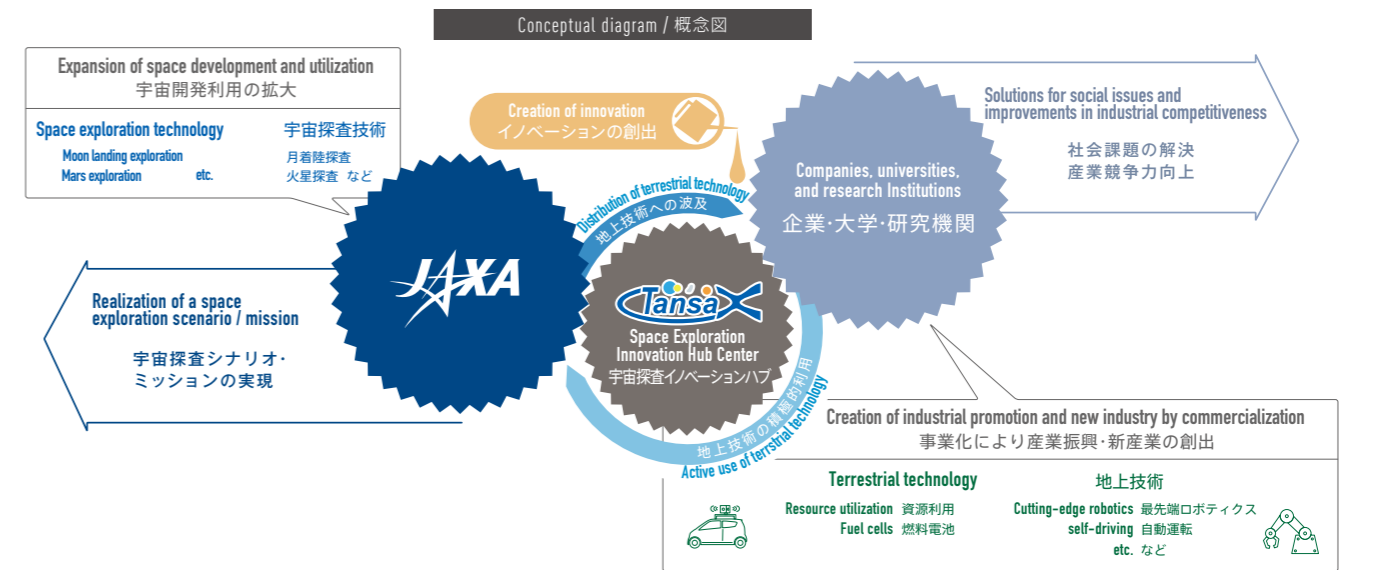 Conceptual diagram / 概念図
Expansion of space development and utilization
宇宙開発利用の拡大
Space exploration technology 宇宙探査技術
Moon landing exploration 月着陸探査
Mars exploration etc. 火星探査 など
Creation of innovation
イノベーションの創出
Solutions for social issues and
improvements in industrial competitiveness
社会課題の解決
産業競争力向上
Companies, universities,
and research Institutions
企業・大学・研究機関
Distribution of terrestrial technology
地上技術への波及
JAXA
Realization of a space
exploration scenario / mission
宇宙探査シナリオ・
ミッションの実現
TansaX
Space Exploration
Innovation Hub Center
宇宙探査イノベーションハブ
地上技術の積極的利用
Active use of terrstrial technology
Creation of industrial promotion and new industry by commercialization
事業化により産業振興・新産業の創出
Terrestrial technology 地上技術
Resource utilization 資源利用
Fuel cells 燃料電池
Cutting-edge robotics 最先端ロボティクス
self-driving 自動運転
etc. など